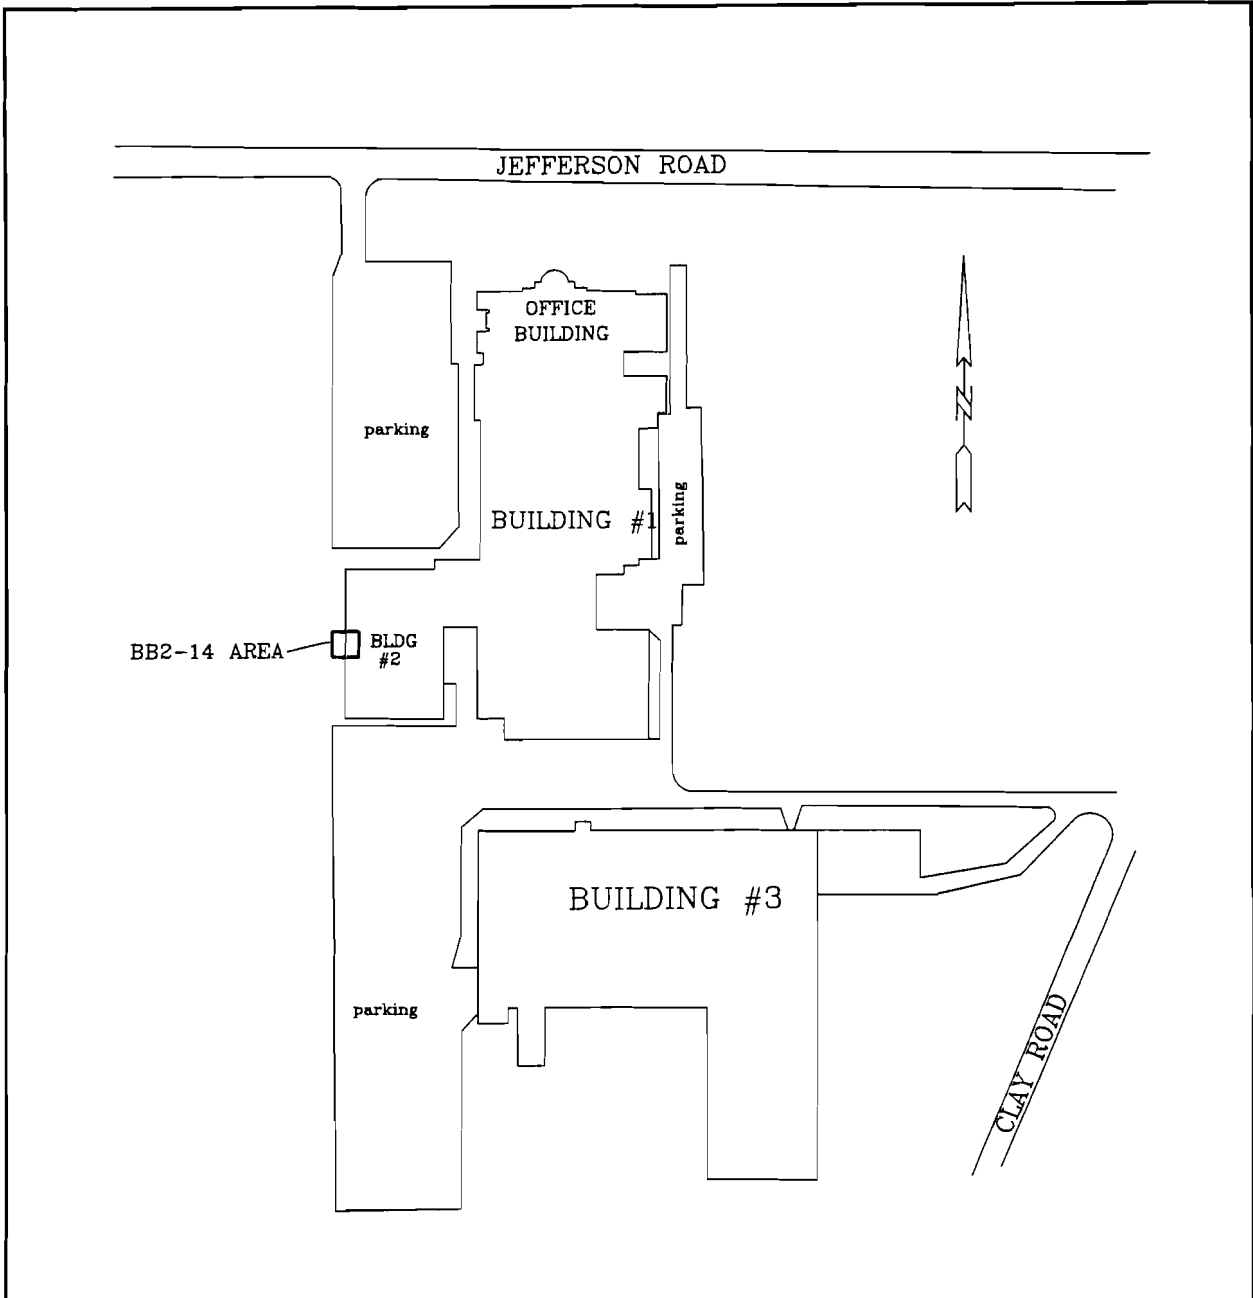 JEFFERSON ROAD
OFFICE
BUILDING
parking
N
parking
BUILDING #1
BB2-14 AREA
BLDG
#2
BUILDING #3
parking
CLAY ROAD